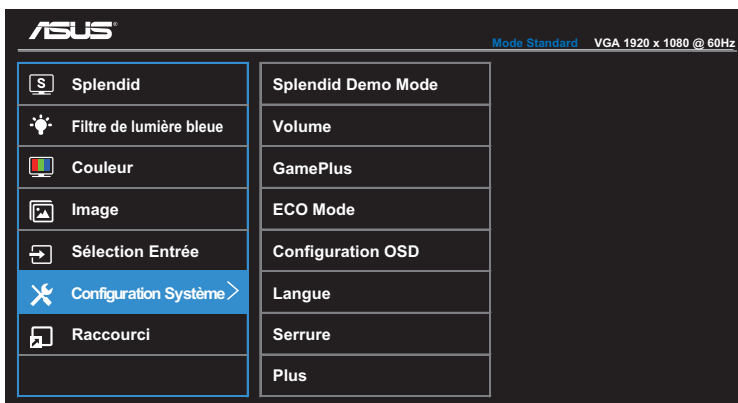 ASUS
Mode Standard VGA 1920 x 1080 @ 60Hz
S Splendid
Filtre de lumière bleue
Couleur
Image
Sélection Entrée
Configuration Système >
Raccourci
Splendid Demo Mode
Volume
GamePlus
ECO Mode
Configuration OSD
Langue
Serrure
Plus